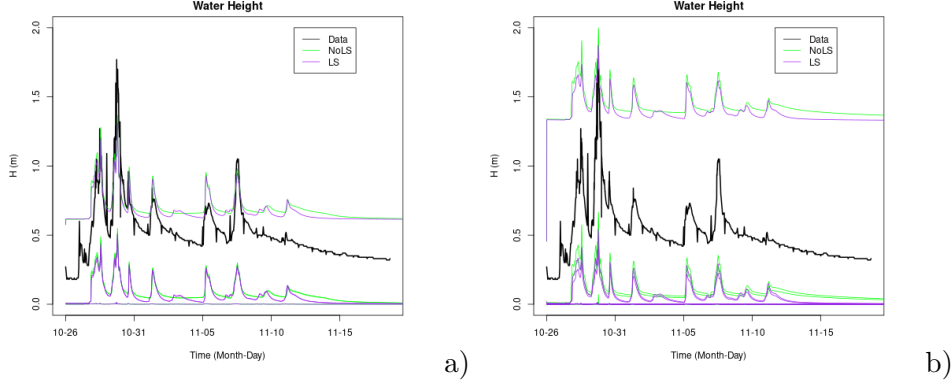 Water Height
2.0
1.5
1.0
0.5
0.0
H (m)
Data
NoLS
LS
10-26 10-31 11-05 11-10 11-15
Time (Month-Day)
a)
Water Height
2.0
1.5
1.0
0.5
0.0
H (m)
Data
NoLS
LS
10-26 10-31 11-05 11-10 11-15
Time (Month-Day)
b)